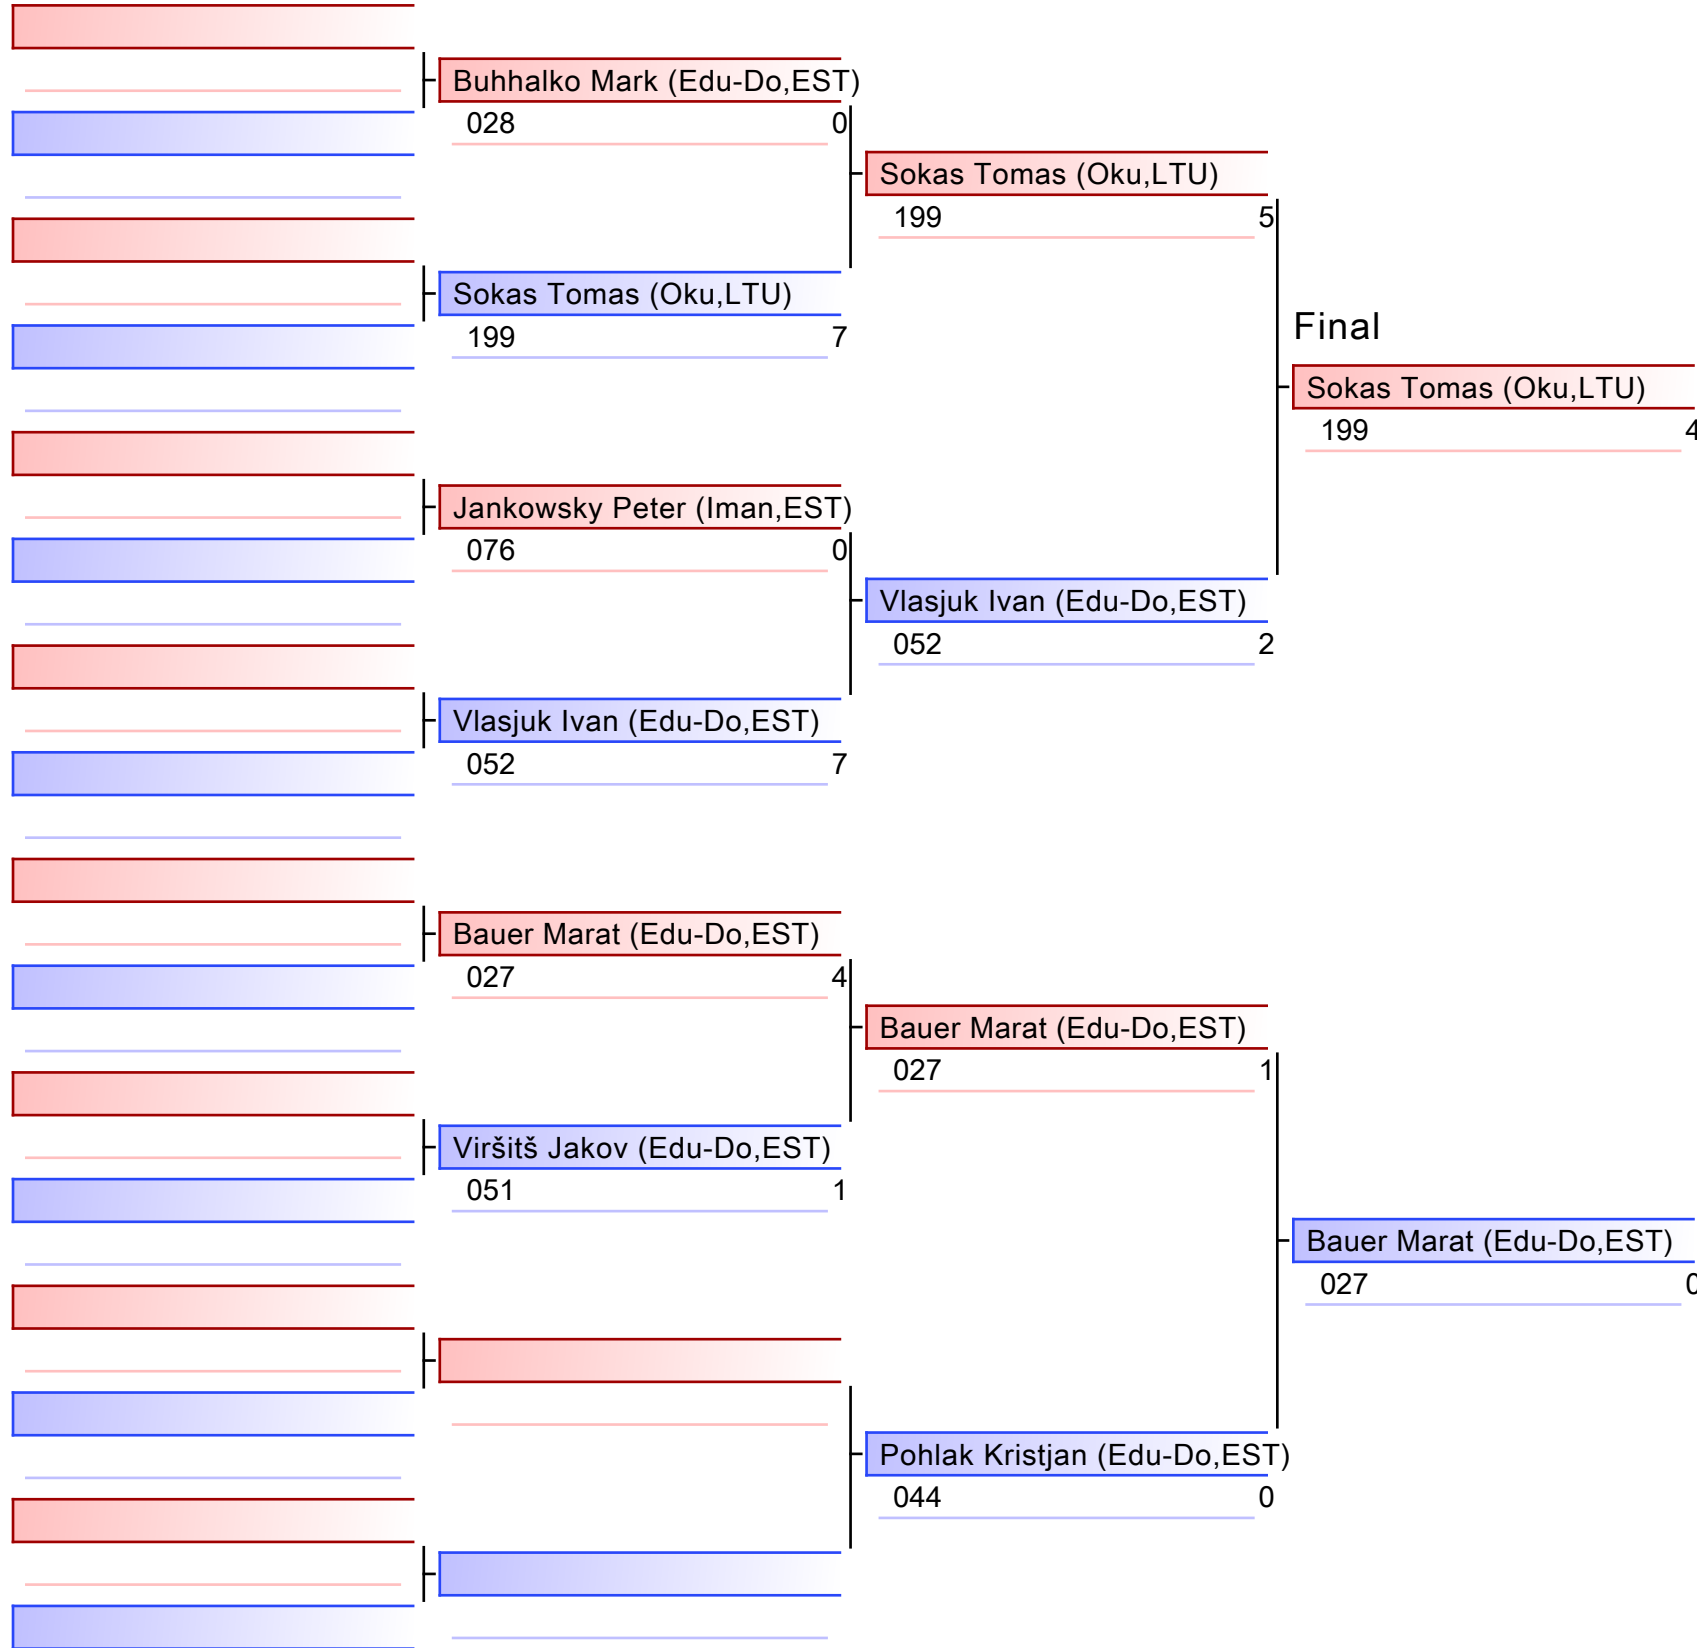 Buhhalko Mark (Edu-Do,EST)
028 0
Sokas Tomas (Oku,LTU)
199 5
Sokas Tomas (Oku,LTU)
199 7
Final
Sokas Tomas (Oku,LTU)
199 4
Jankowsky Peter (Iman,EST)
076 0
Vlasjuk Ivan (Edu-Do,EST)
052 2
Vlasjuk Ivan (Edu-Do,EST)
052 7
Bauer Marat (Edu-Do,EST)
027 4
Bauer Marat (Edu-Do,EST)
027 1
Viršitš Jakov (Edu-Do,EST)
051 1
Bauer Marat (Edu-Do,EST)
027 0
Pohlak Kristjan (Edu-Do,EST)
044 0